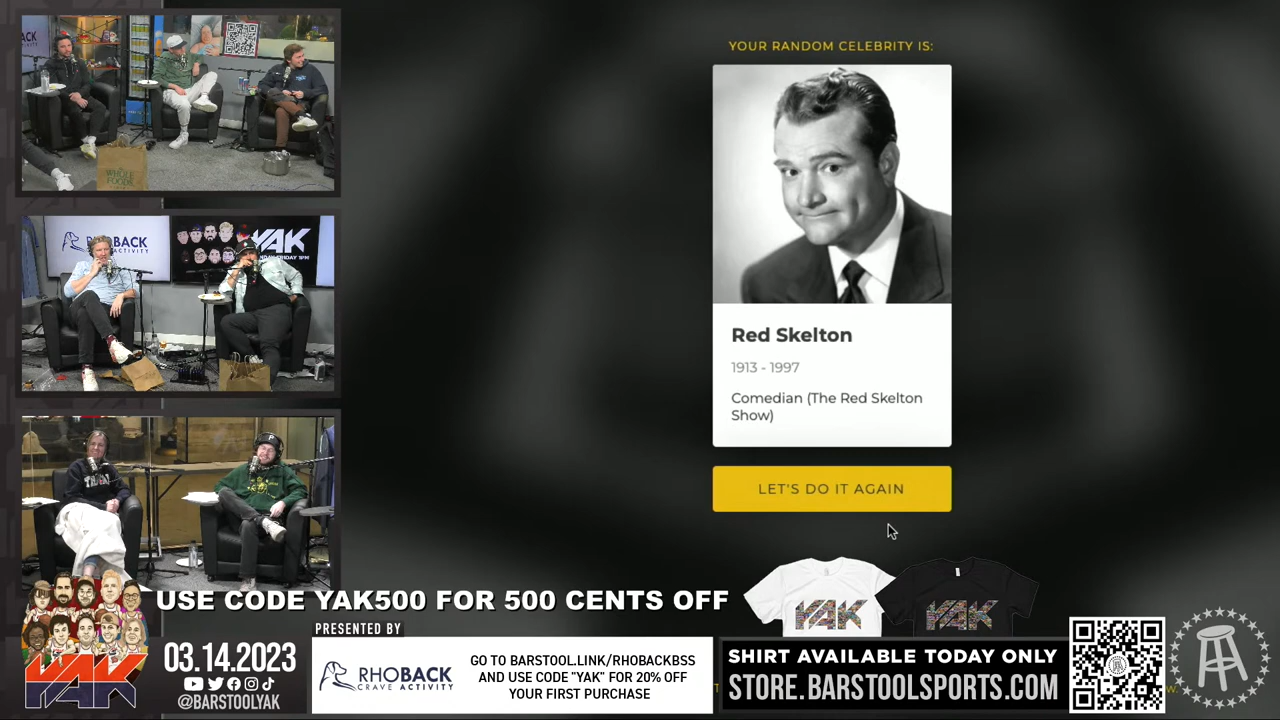 YOUR RANDOM CELEBRITY IS:
Red Skelton
1913 - 1997
Comedian (The Red Skelton
Show)
LET'S DO IT AGAIN
WHOLE
FOODS
YAK
USE CODE YAK500 FOR 500 CENTS OFF
YAK
YAK
YAK
03.14.2023
@BARSTOOLYAK
PRESENTED BY
RHOBACK
CRAVE ACTIVITY
GO TO BARSTOOL.LINK/RHOBACKBSS
AND USE CODE "YAK" FOR 20% OFF
YOUR FIRST PURCHASE
SHIRT AVAILABLE TODAY ONLY
STORE.BARSTOOLSPORTS.COM